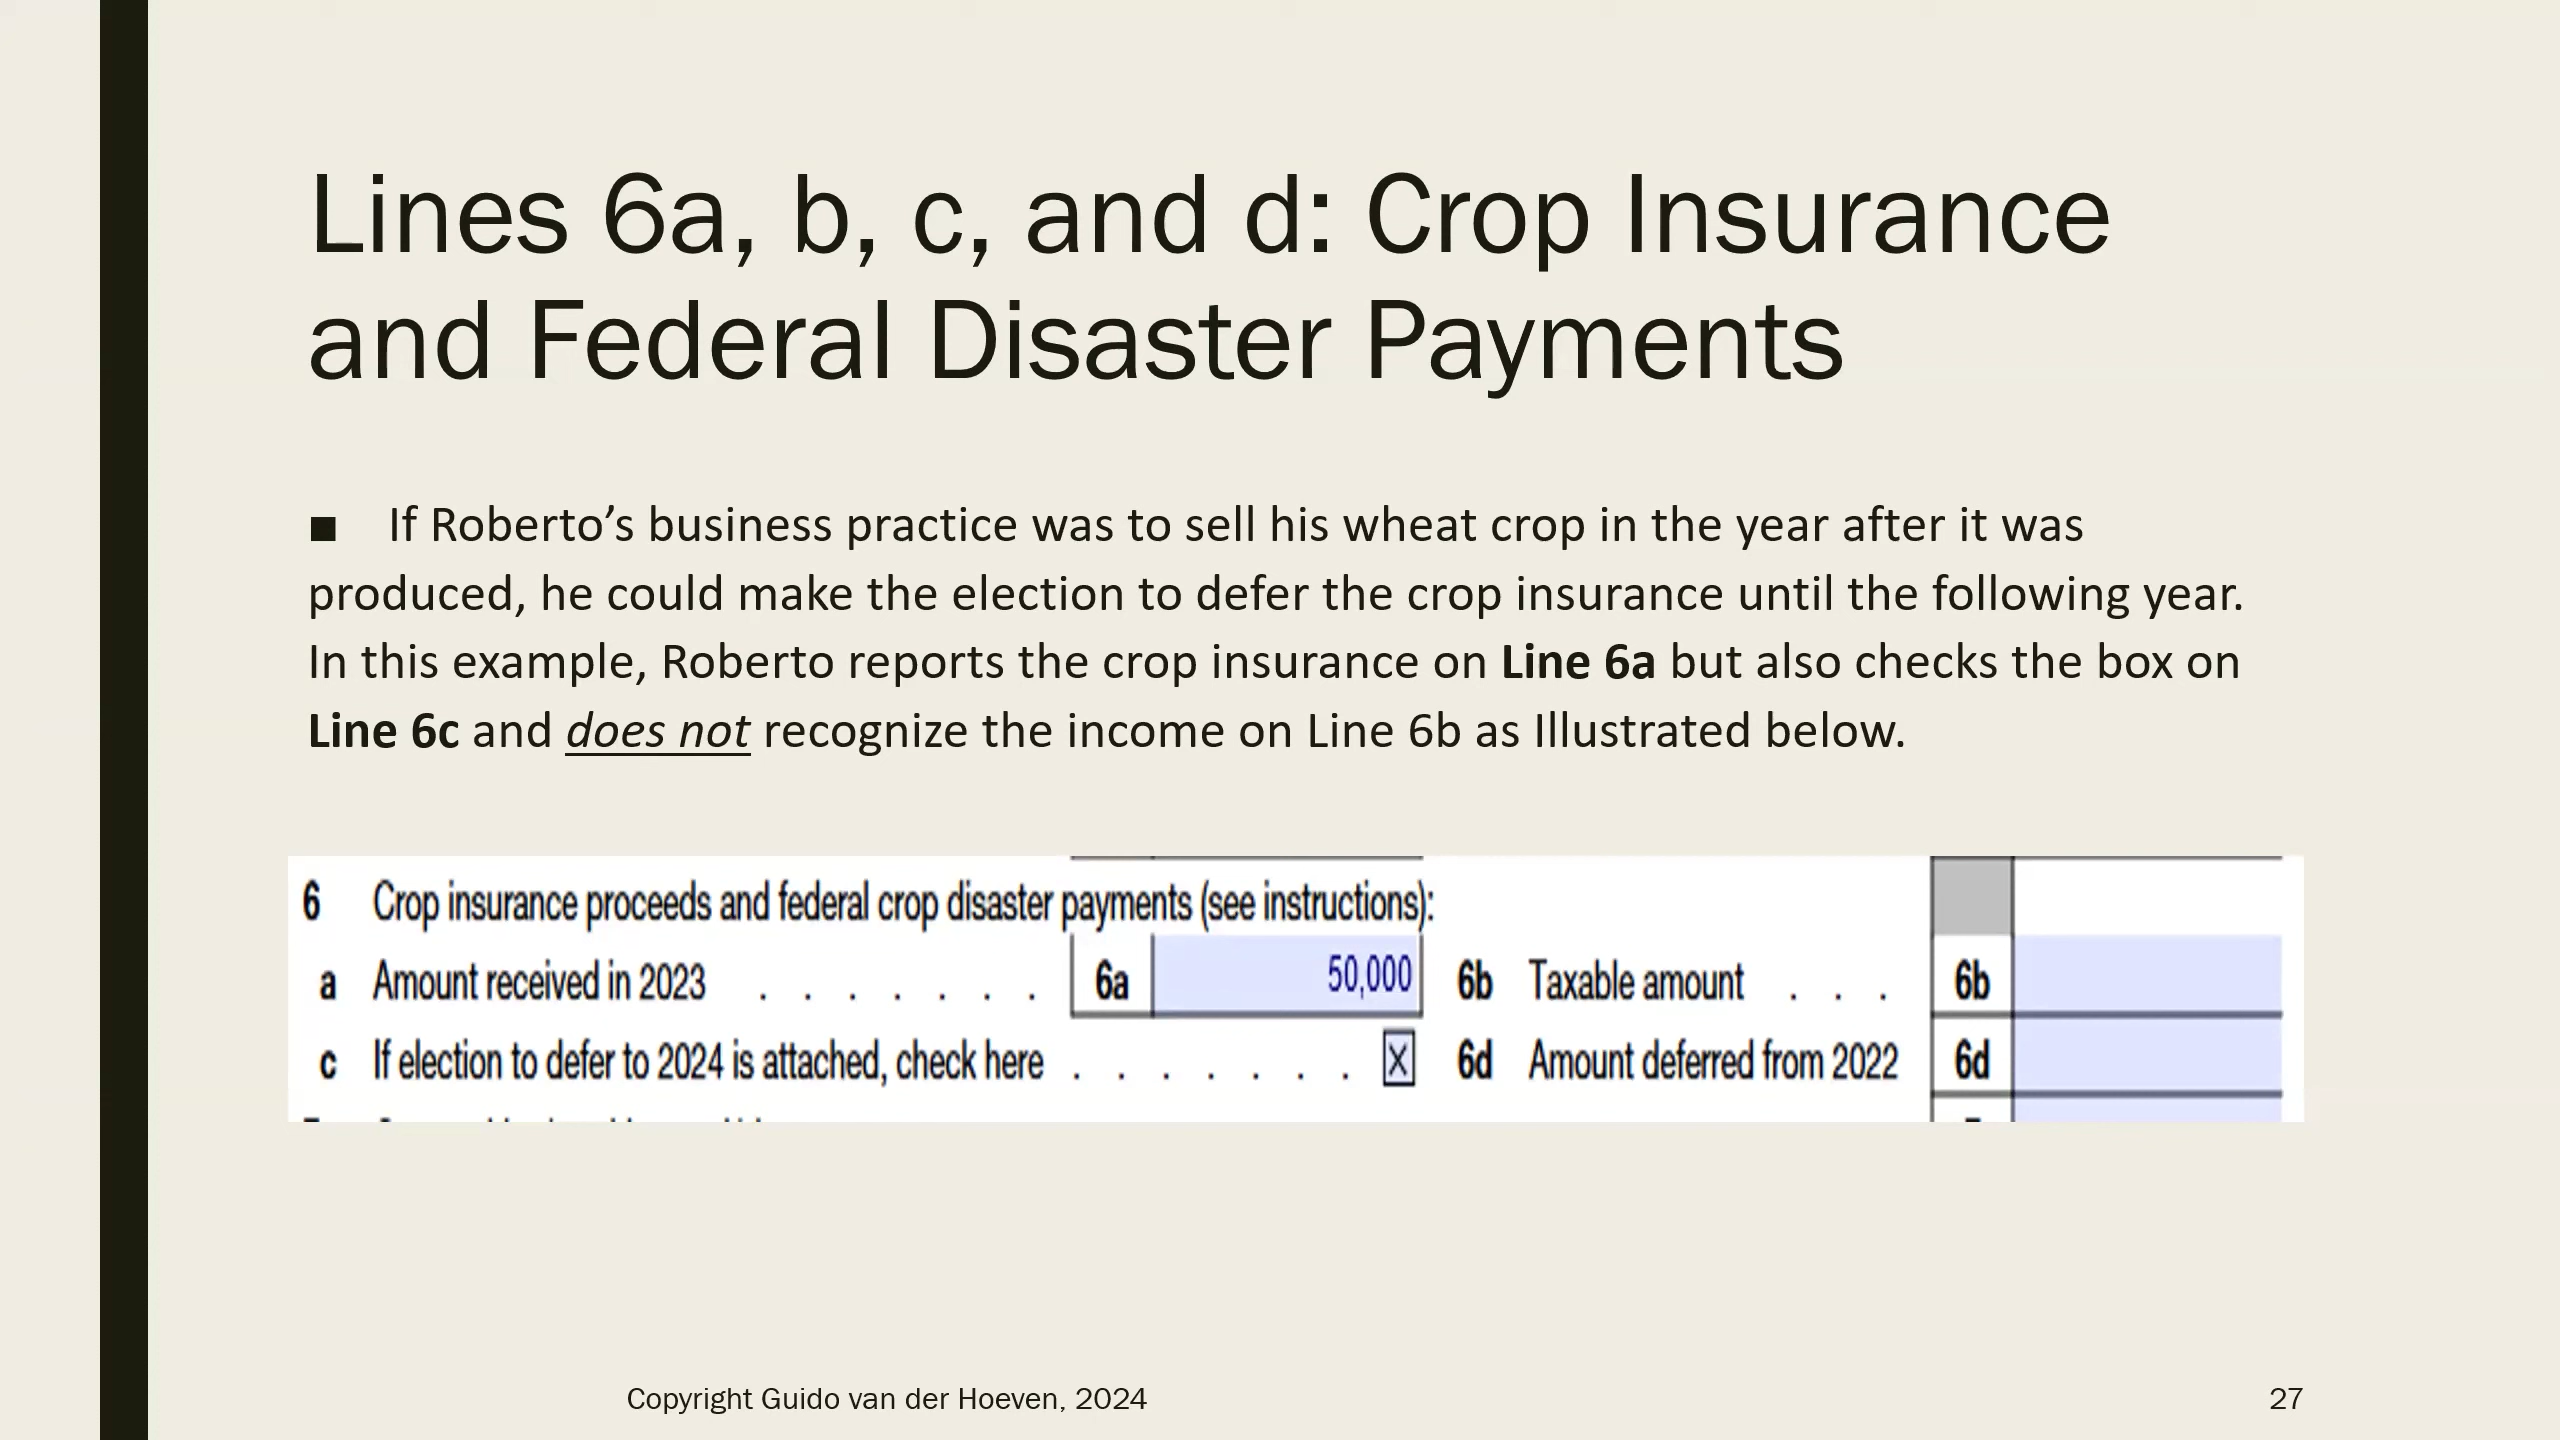 Lines 6a, b, c, and d: Crop Insurance
and Federal Disaster Payments
■ If Roberto’s business practice was to sell his wheat crop in the year after it was
produced, he could make the election to defer the crop insurance until the following year.
In this example, Roberto reports the crop insurance on Line 6a but also checks the box on
Line 6c and does not recognize the income on Line 6b as Illustrated below.
6 Crop insurance proceeds and federal crop disaster payments (see instructions):
a Amount received in 2023 . . . . . . . 6a 50,000 6b Taxable amount . . . 6b
c If election to defer to 2024 is attached, check here . . . . . . . X 6d Amount deferred from 2022 6d
Copyright Guido van der Hoeven, 2024 27